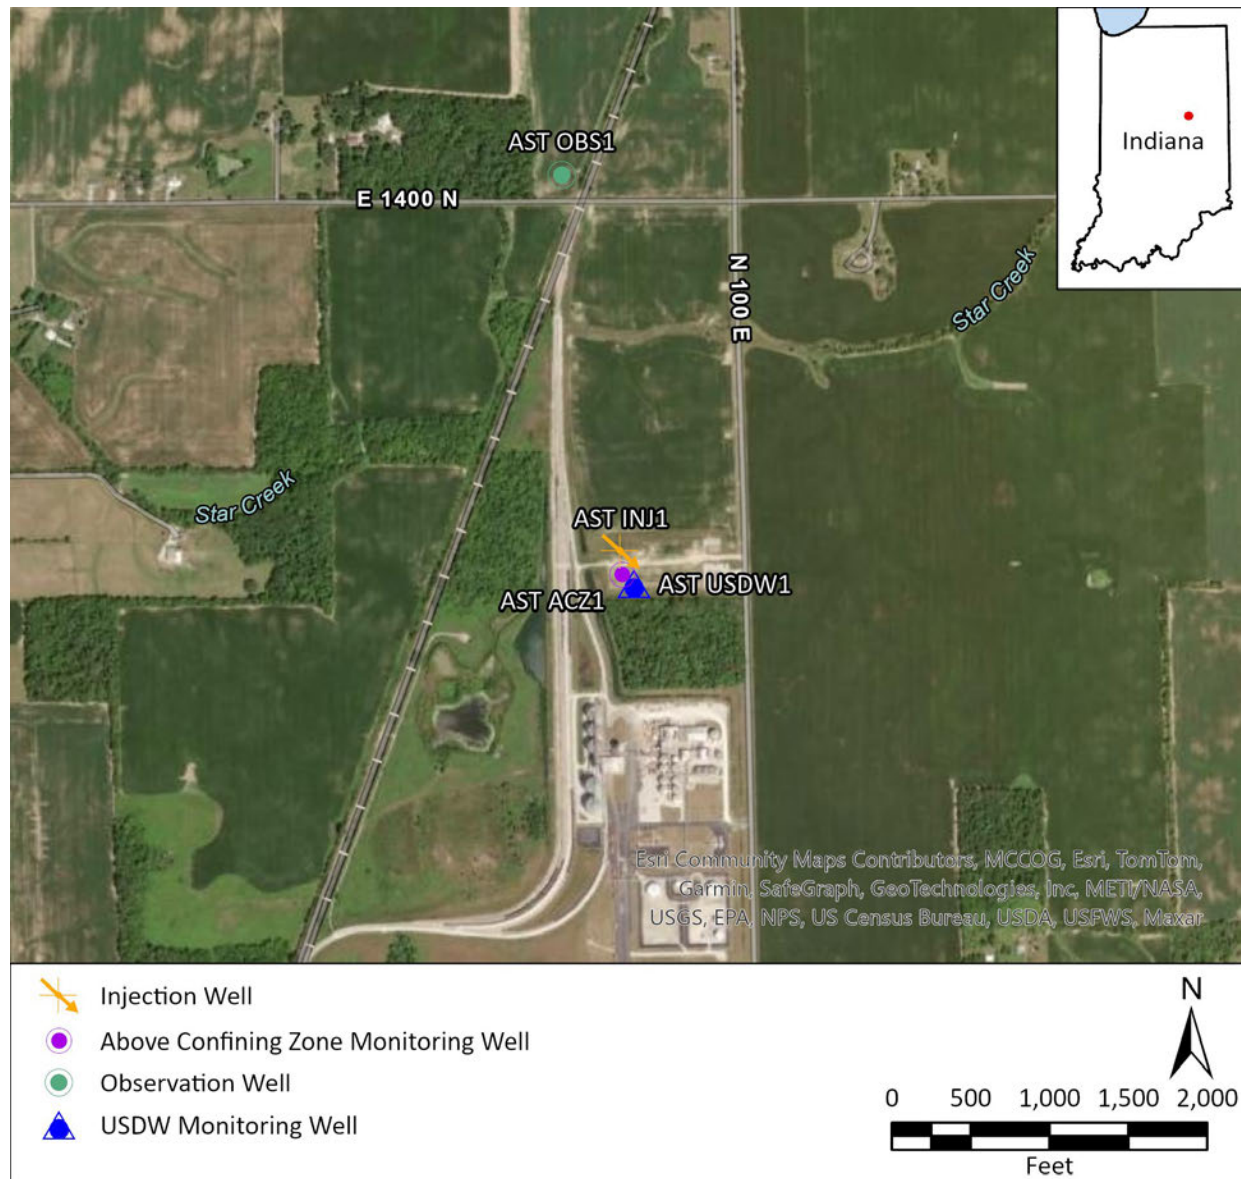 AST OBS1
Indiana
E 1400 N
N 100 E
Star Creek
Star Creek
AST INJ1
AST USDW1
AST ACZ1
Esri Community Maps Contributors, MCCOG, Esri, TomTom,
Garmin, SafeGraph, GeoTechnologies, Inc, METI/NASA,
USGS, EPA, NPS, US Census Bureau, USDA, USFWS, Maxar
Injection Well
Above Confining Zone Monitoring Well
Observation Well
USDW Monitoring Well
N
0 500 1,000 1,500 2,000
Feet